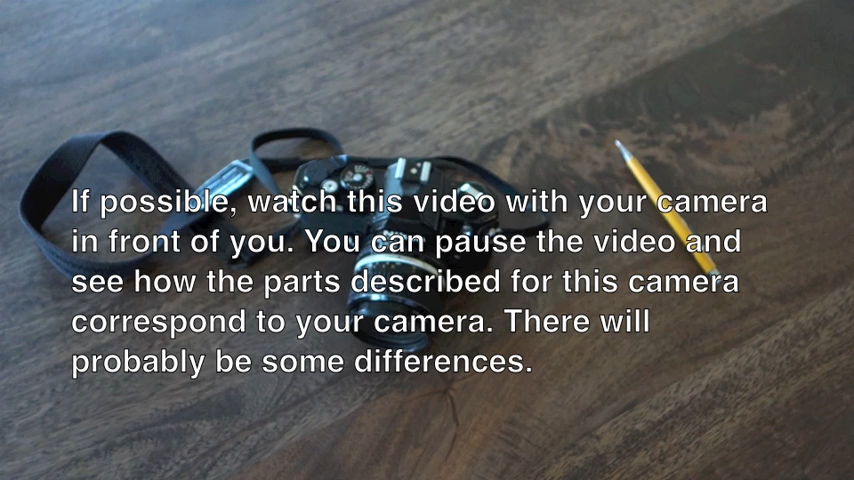 If possible, watch this video with your camera
in front of you. You can pause the video and
see how the parts described for this camera
correspond to your camera. There will
probably be some differences.